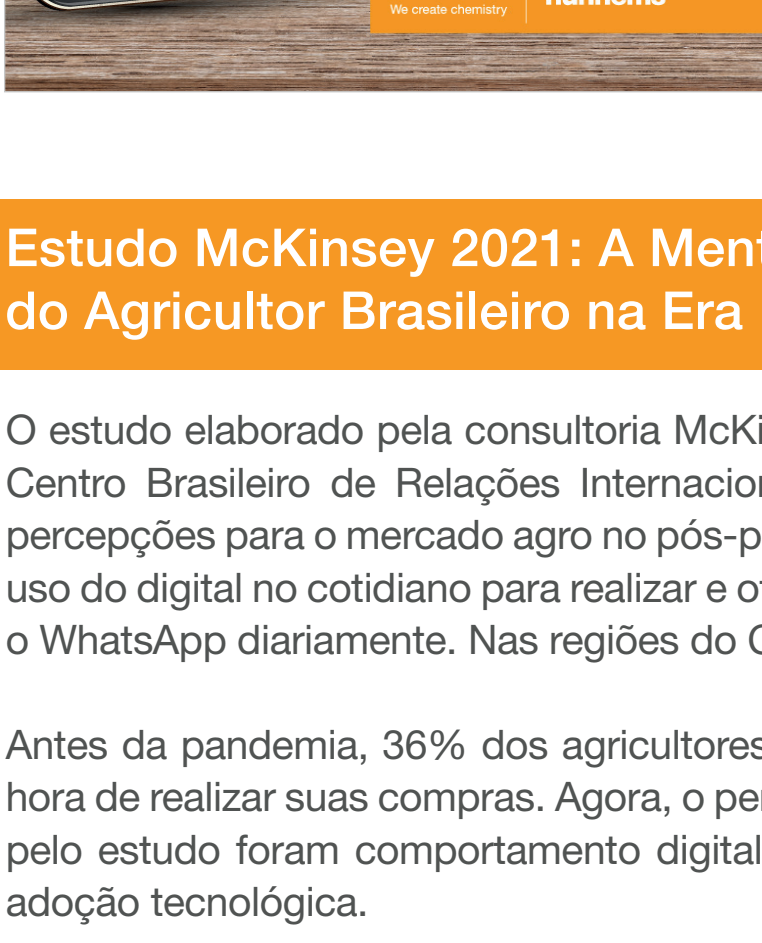 We create chemistry
Estudo McKinsey 2021: A Ment
do Agricultor Brasileiro na Era
O estudo elaborado pela consultoria McKi
Centro Brasileiro de Relações Internacion
percepções para o mercado agro no pós-p
uso do digital no cotidiano para realizar e ot
o WhatsApp diariamente. Nas regiões do C
Antes da pandemia, 36% dos agricultores
hora de realizar suas compras. Agora, o per
pelo estudo foram comportamento digital
adoção tecnológica.